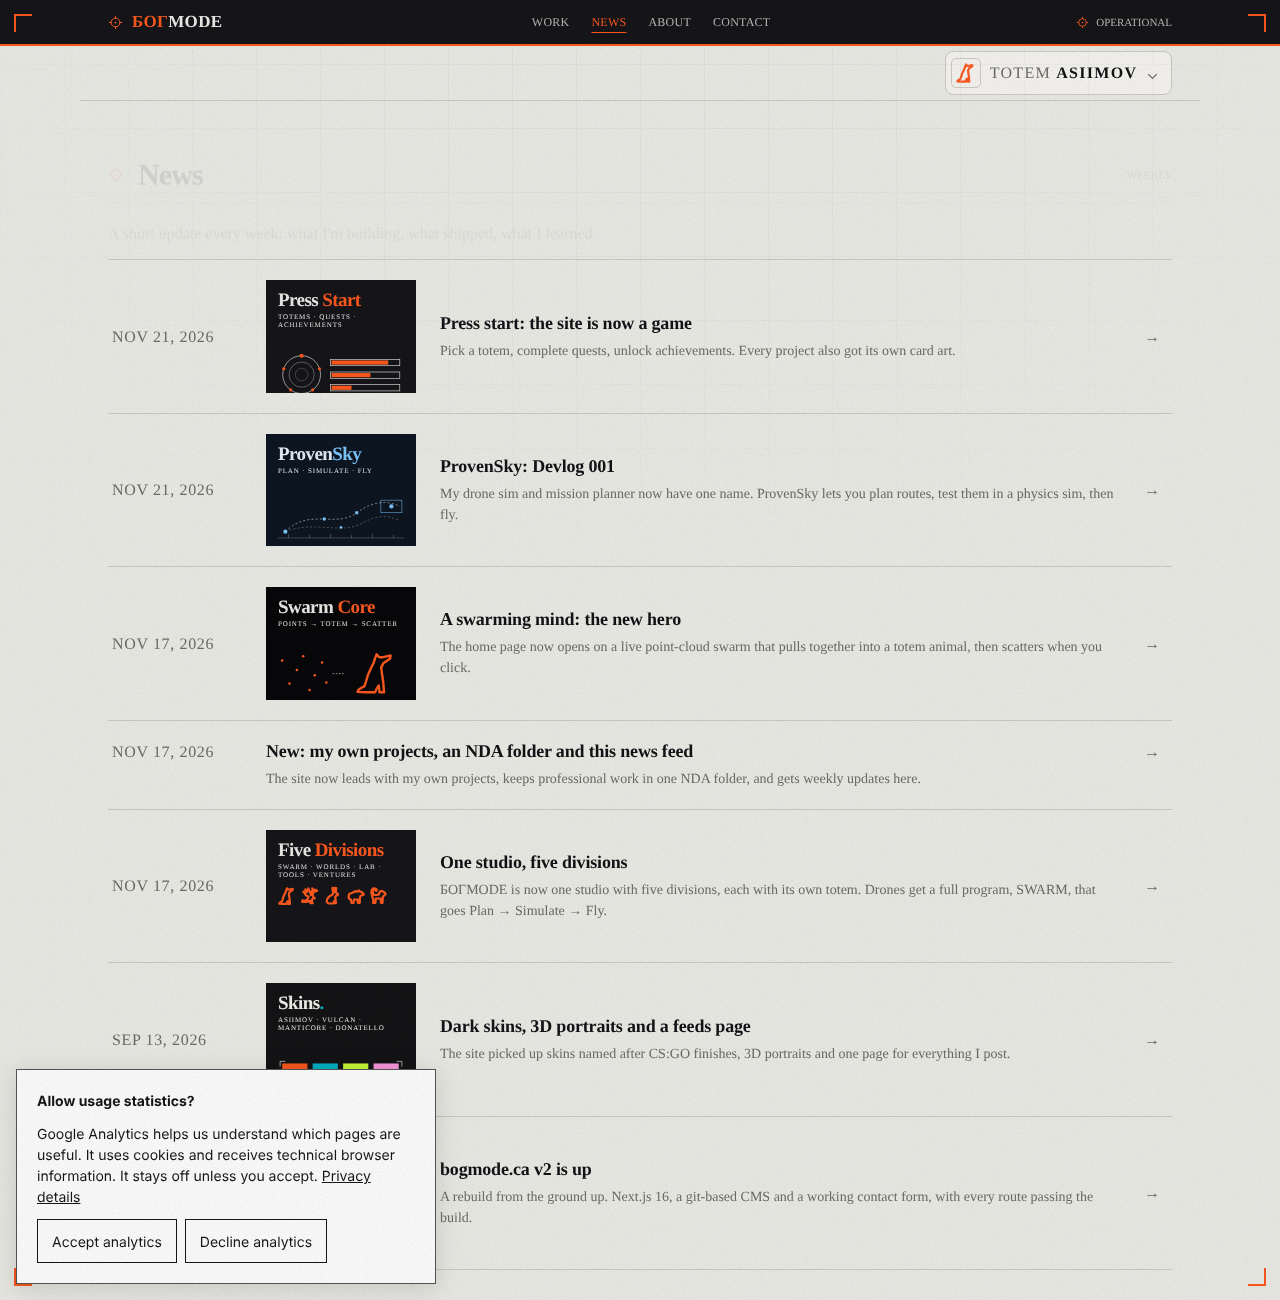 БОГMODE
WORK NEWS ABOUT CONTACT
OPERATIONAL
TOTEM ASIIMOV
News
WEEKLY
A short update every week: what I'm building, what shipped, what I learned.
NOV 21, 2026
Press Start
TOTEMS · QUESTS ·
ACHIEVEMENTS
Press start: the site is now a game
Pick a totem, complete quests, unlock achievements. Every project also got its own card art.
→
NOV 21, 2026
ProvenSky
PLAN · SIMULATE · FLY
ProvenSky: Devlog 001
My drone sim and mission planner now have one name. ProvenSky lets you plan routes, test them in a physics sim, then
fly.
→
NOV 17, 2026
Swarm Core
POINTS → TOTEM → SCATTER
A swarming mind: the new hero
The home page now opens on a live point-cloud swarm that pulls together into a totem animal, then scatters when you
click.
→
NOV 17, 2026
New: my own projects, an NDA folder and this news feed
The site now leads with my own projects, keeps professional work in one NDA folder, and gets weekly updates here.
→
NOV 17, 2026
Five Divisions
SWARM · WORLDS · LAB ·
TOOLS · VENTURES
One studio, five divisions
БОГMODE is now one studio with five divisions, each with its own totem. Drones get a full program, SWARM, that
goes Plan → Simulate → Fly.
→
SEP 13, 2026
Skins.
ASIIMOV · VULCAN ·
MANTICORE · DONATELLO
Dark skins, 3D portraits and a feeds page
The site picked up skins named after CS:GO finishes, 3D portraits and one page for everything I post.
→
bogmode.ca v2 is up
A rebuild from the ground up. Next.js 16, a git-based CMS and a working contact form, with every route passing the
build.
→
Allow usage statistics?
Google Analytics helps us understand which pages are
useful. It uses cookies and receives technical browser
information. It stays off unless you accept. Privacy
details
Accept analytics
Decline analytics